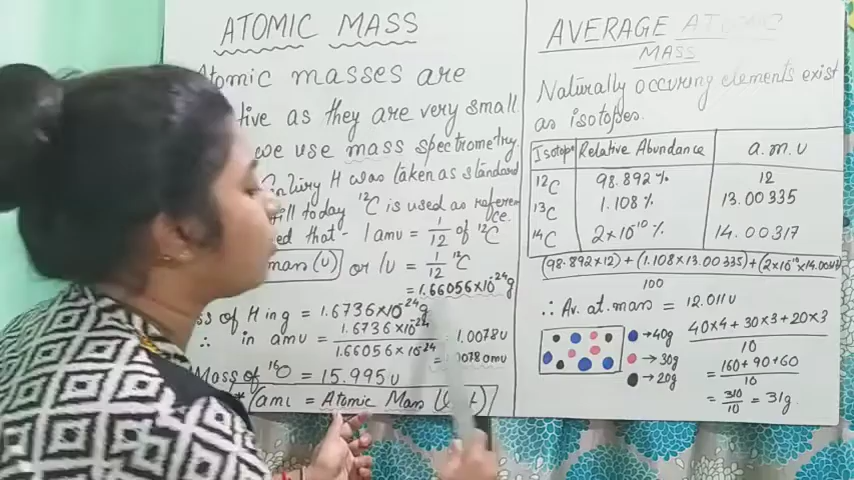 ATOMIC MASS
Atomic masses are
tive as they are very small.
we use mass spectrometry.
H was taken as standard
till today ¹²C is used as reference.
that - 1 amu = 1/12 of ¹²C
mass (u) or 1u = 1/12 ¹²C
= 1.66056×10⁻²⁴g
of H in g = 1.6736×10⁻²⁴g
∴ in amu = 1.6736×10⁻²⁴ / 1.66056×10⁻²⁴ = 1.0078u
= 1.0078 amu
Mass of ¹⁶O = 15.995u
amu = Atomic Mass
AVERAGE ATOMIC
MASS
Naturally occuring elements exist
as isotopes.
Isotope Relative Abundance a.m.u
¹²C 98.892% 12
¹³C 1.108% 13.00335
¹⁴C 2×10⁻¹⁰% 14.00317
(98.892×12)+(1.108×13.00335)+(2×10⁻¹⁰×14.00317)
100
∴ Av. at. mass = 12.011u
→40g
→30g
→20g
40×4+30×3+20×3
10
= 160+90+60
10
= 310/10 = 31g.